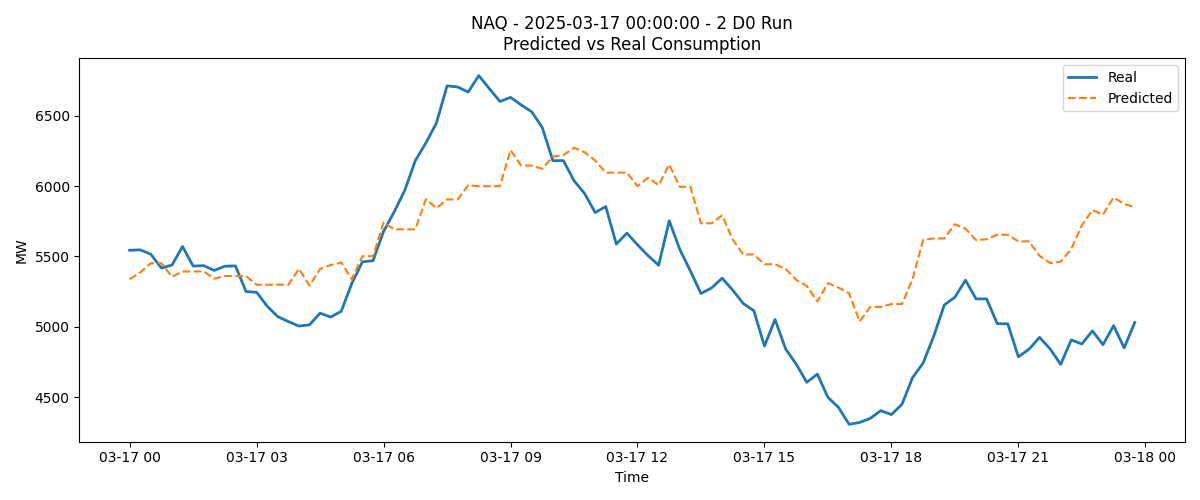 NAQ - 2025-03-17 00:00:00 - 2 D0 Run
Predicted vs Real Consumption
Real
Predicted
MW
6500
6000
5500
5000
4500
03-17 00
03-17 03
03-17 06
03-17 09
03-17 12
03-17 15
03-17 18
03-17 21
03-18 00
Time